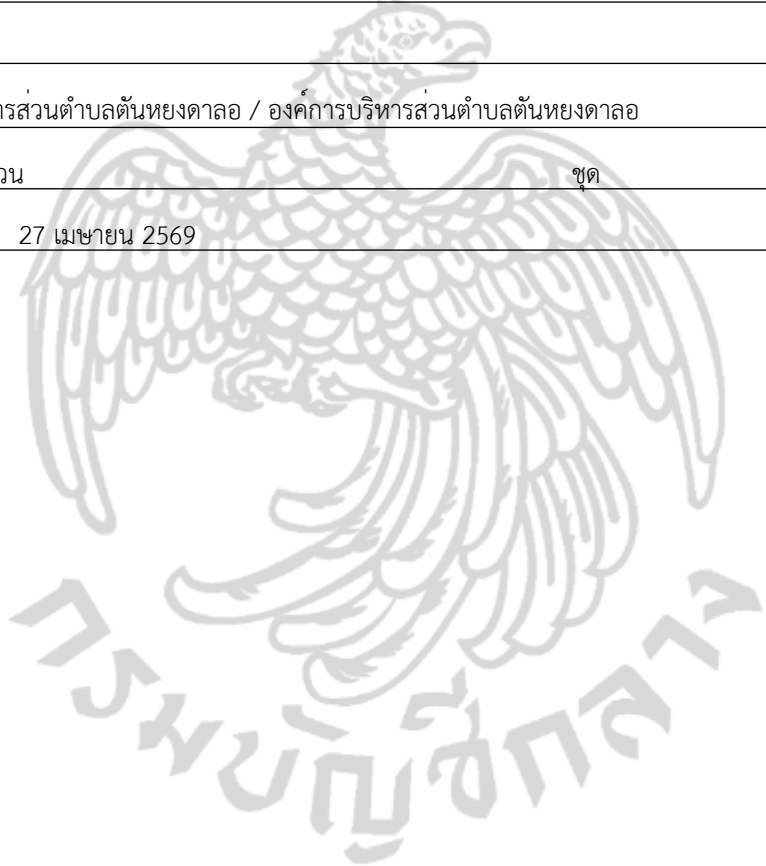 ารส่วนตำบลตันหยงดาลอ / องค์การบริหารส่วนตำบลตันหยงดาลอ
วน ชุด
27 เมษายน 2569
กรมบัญชีกลาง